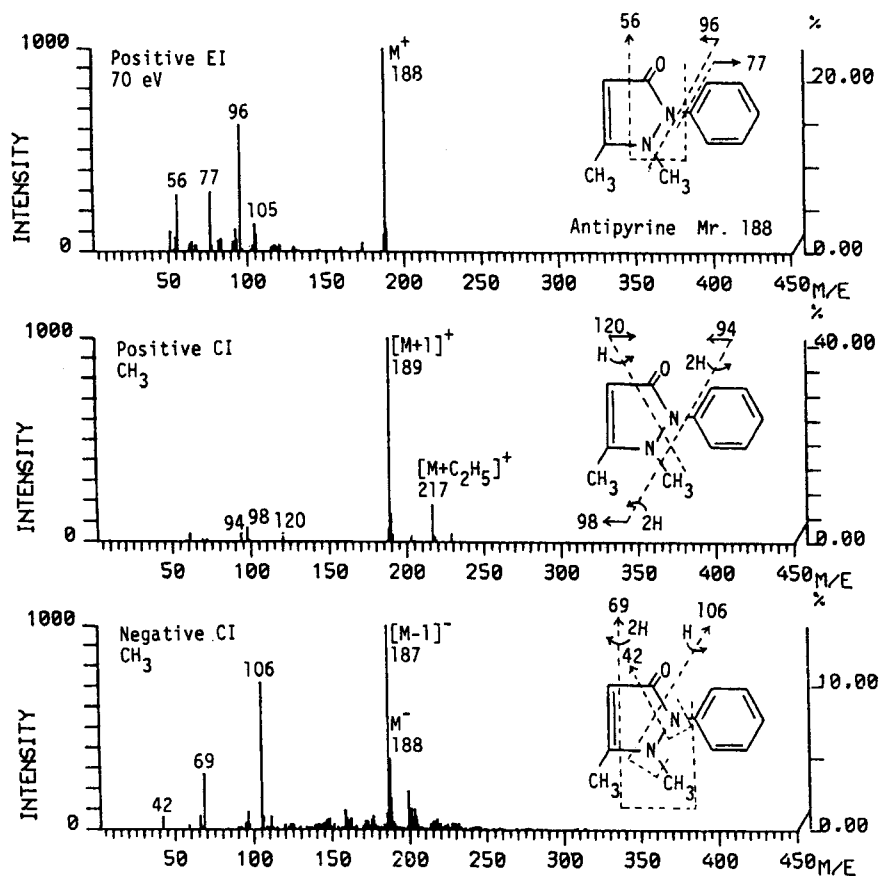 1000
Positive EI
70 eV
M+
188
96
56
77
105
INTENSITY
0
50 100 150 200 250 300 350 400 450 M/E
%
20.00
0.00
56
96
77
O
N
N
CH3
CH3
Antipyrine Mr. 188
1000
Positive CI
CH3
[M+1]+
189
[M+C2H5]+
217
94
98
120
INTENSITY
0
50 100 150 200 250 300 350 400 450 M/E
%
40.00
0.00
120
H
94
2H
O
N
N
CH3
CH3
98
2H
1000
Negative CI
CH3
[M-1]-
187
106
M-
188
69
42
INTENSITY
0
50 100 150 200 250 300 350 400 450 M/E
%
10.00
0.00
69
2H
42
H
106
O
N
N
CH3
CH3